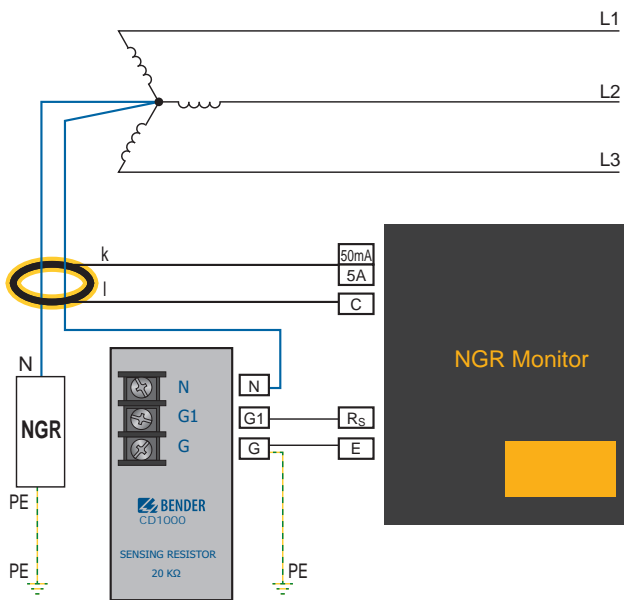 L1
L2
L3
k
50mA
5A
l
C
NGR Monitor
N
NGR
PE
PE
N
G1
G
BENDER
CD1000
SENSING RESISTOR
20 KΩ
N
G1
G
RS
E
PE